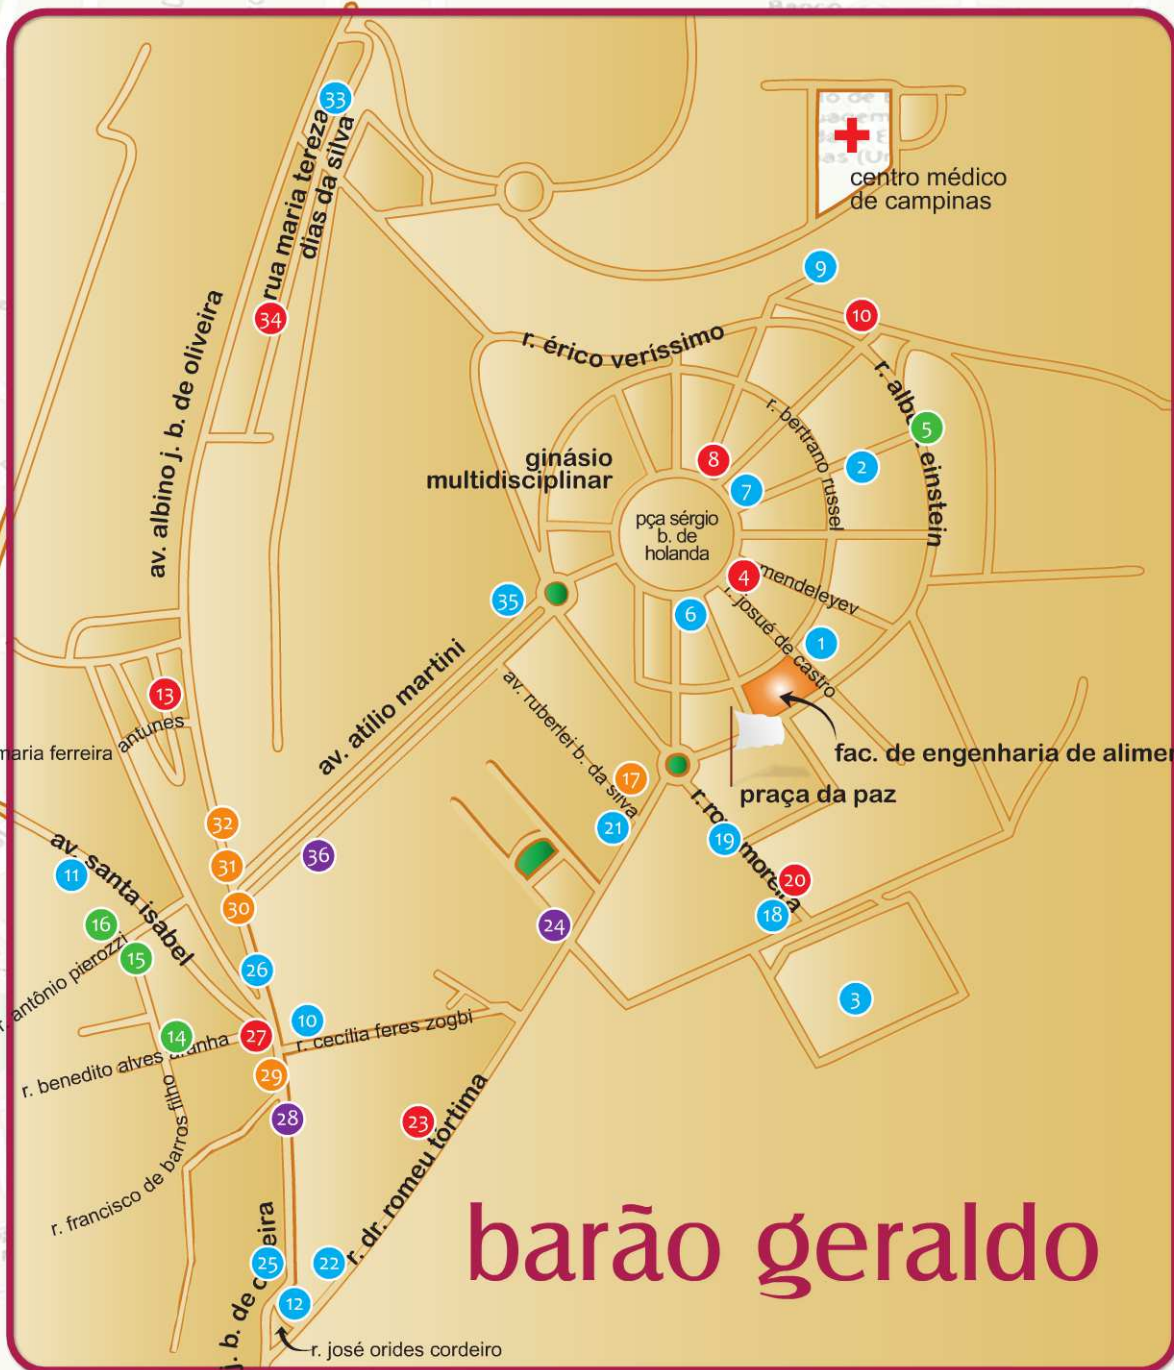 33
rua maria tereza
dias da silva
centro médico
de campinas
9
34
10
r. érico veríssimo
av. albino j. b. de oliveira
r. einstein
5
r. bertrano russel
ginásio
multidisciplinar
8
2
7
pça sérgio
b. de
holanda
4
mendeleyev
r. josué de castro
35
6
1
13
maria ferreira antunes
av. atílio martini
av. ruberlei b. da silva
17
fac. de engenharia de alimen
praça da paz
32
21
r. moreira
19
31
36
20
av. santa isabel
11
30
18
16
24
15
r. antônio pierozzi
26
3
10
14
27
r. cecília feres zogbi
r. benedito alves aranha
29
28
23
r. dr. romeu tórtima
r. francisco de barros filho
barão geraldo
25
22
j. b. de
12
r. josé orides cordeiro